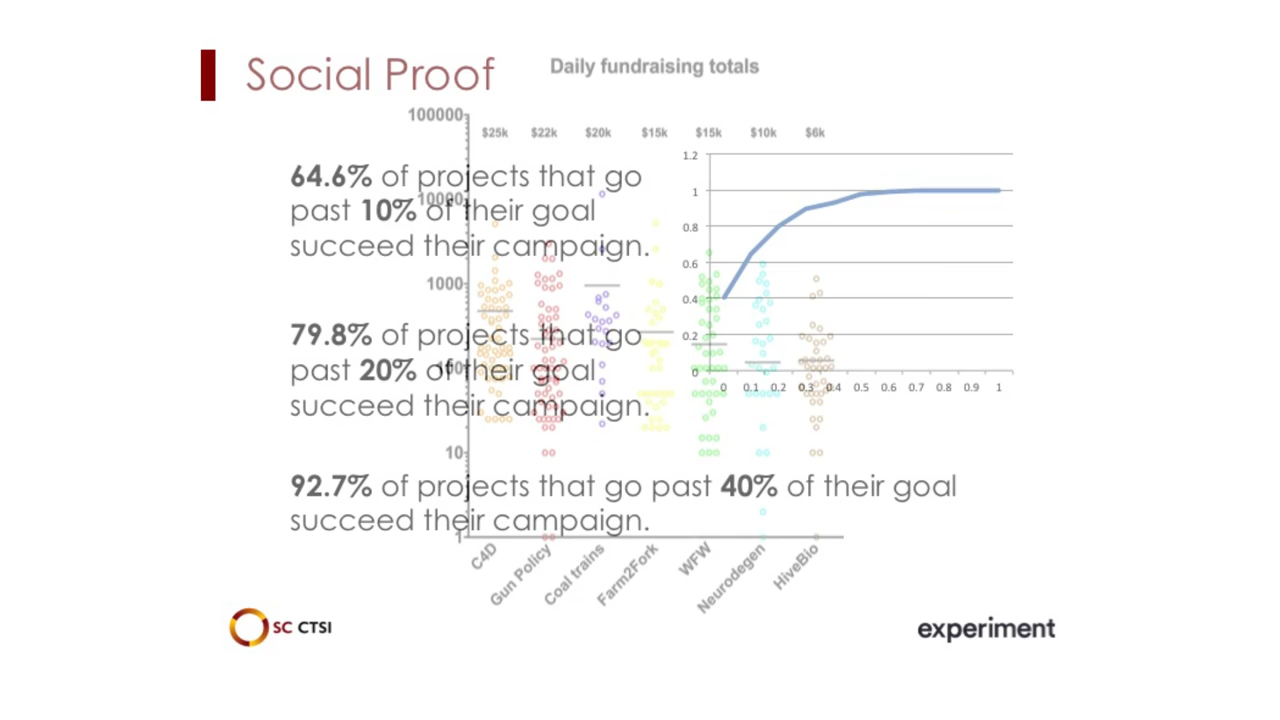 Social Proof
Daily fundraising totals
100000
$25k $22k $20k $15k $15k $10k $6k
64.6% of projects that go
past 10% of their goal
succeed their campaign.
10000
1000
79.8% of projects that go
past 20% of their goal
succeed their campaign.
100
10
92.7% of projects that go past 40% of their goal
succeed their campaign.
1
1.2
1
0.8
0.6
0.4
0.2
0
0 0.1 0.2 0.3 0.4 0.5 0.6 0.7 0.8 0.9 1
C4D Gun Policy Coal trains Farm2Fork WFW Neurodegen HiveBio
SC CTSI
experiment